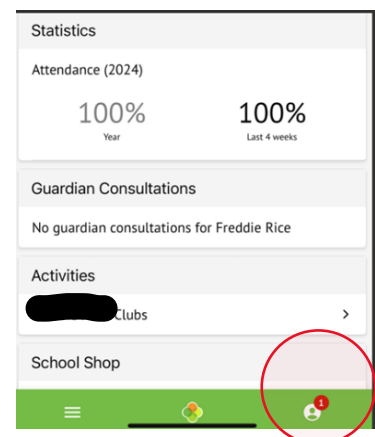 Statistics
Attendance (2024)
100% 100%
Year Last 4 weeks
Guardian Consultations
No guardian consultations for Freddie Rice
Activities
Clubs
School Shop
1